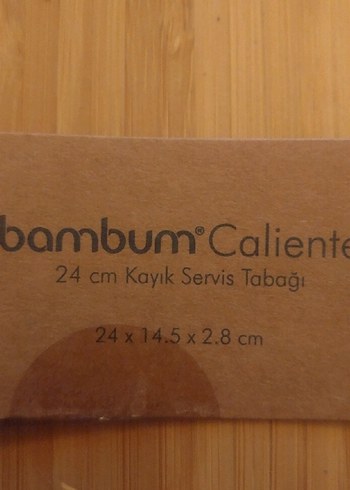 bambum® Caliente
24 cm Kayık Servis Tabağı
24 x 14.5 x 2.8 cm